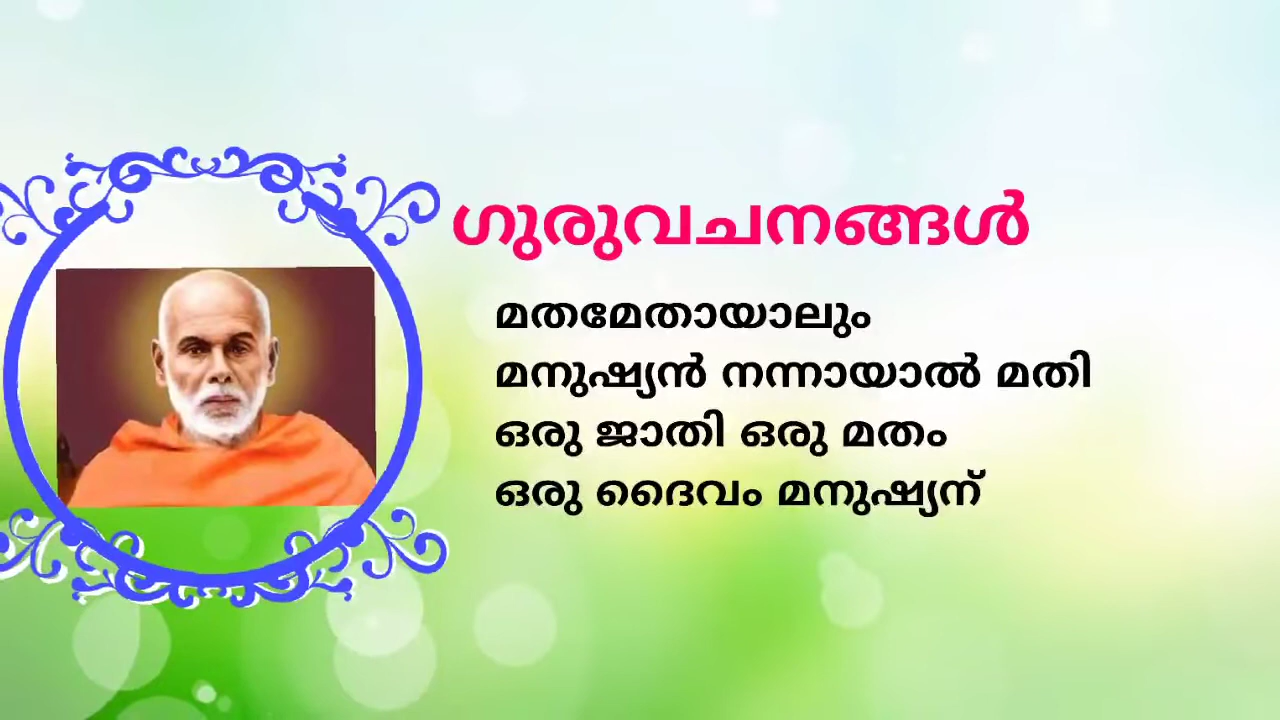 ഗുരുവചനങ്ങൾ
മതമേതായാലും
മനുഷ്യൻ നന്നായാൽ മതി
ഒരു ജാതി ഒരു മതം
ഒരു ദൈവം മനുഷ്യന്